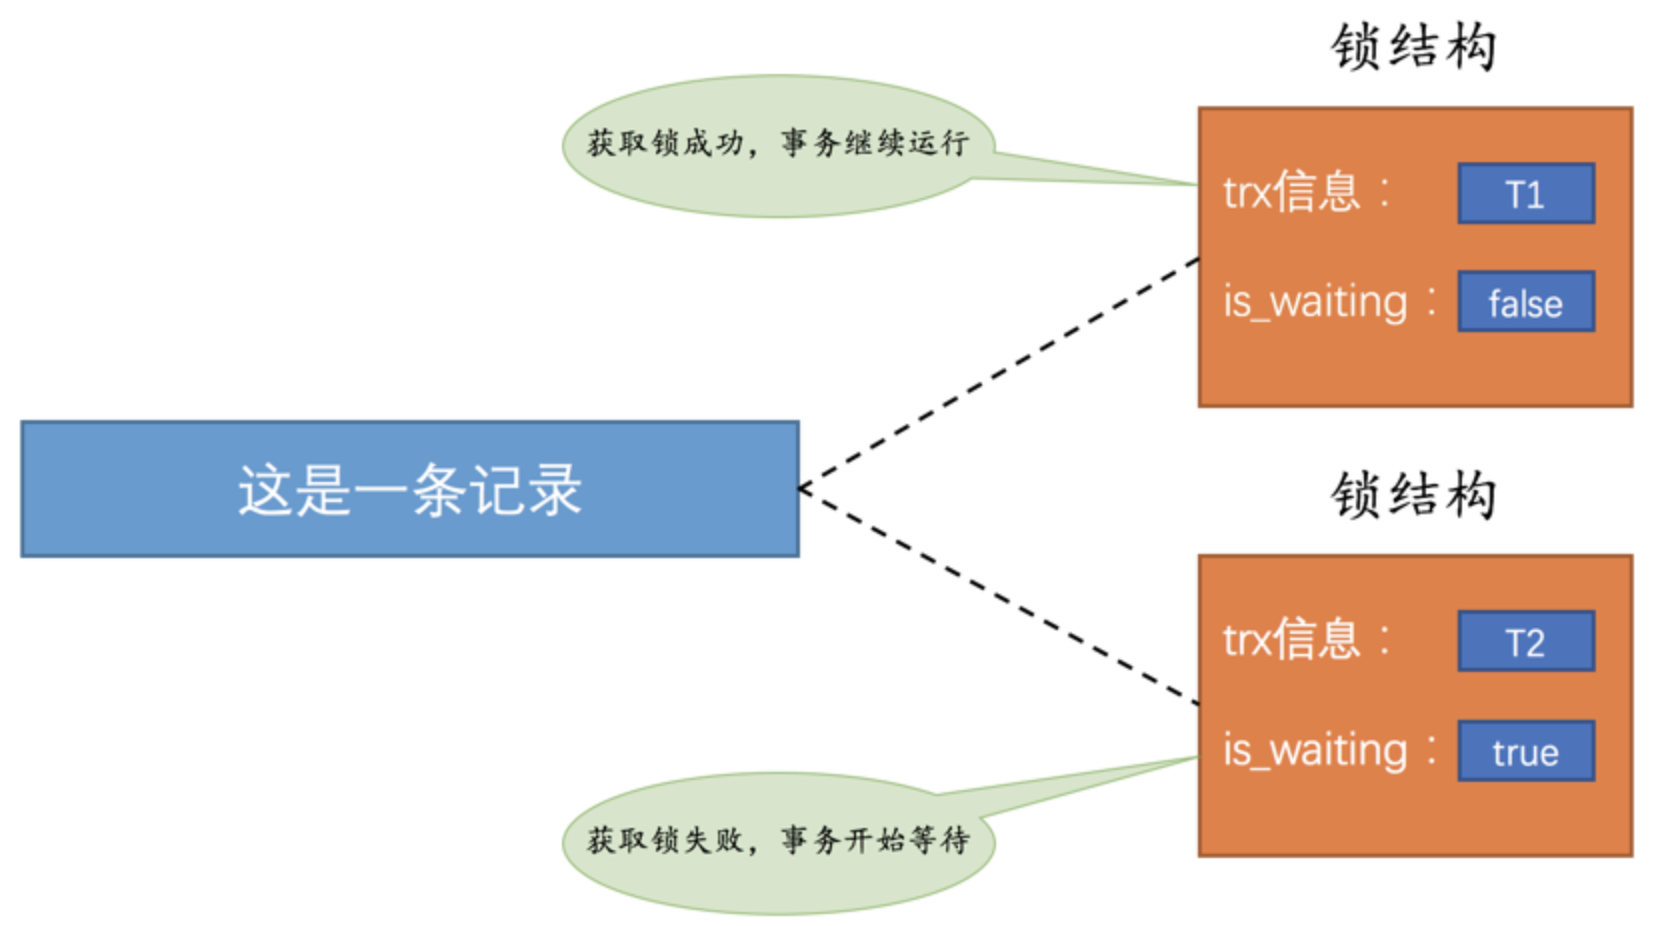 锁结构
获取锁成功，事务继续运行
trx信息： T1
is_waiting： false
这是一条记录
锁结构
trx信息： T2
is_waiting： true
获取锁失败，事务开始等待